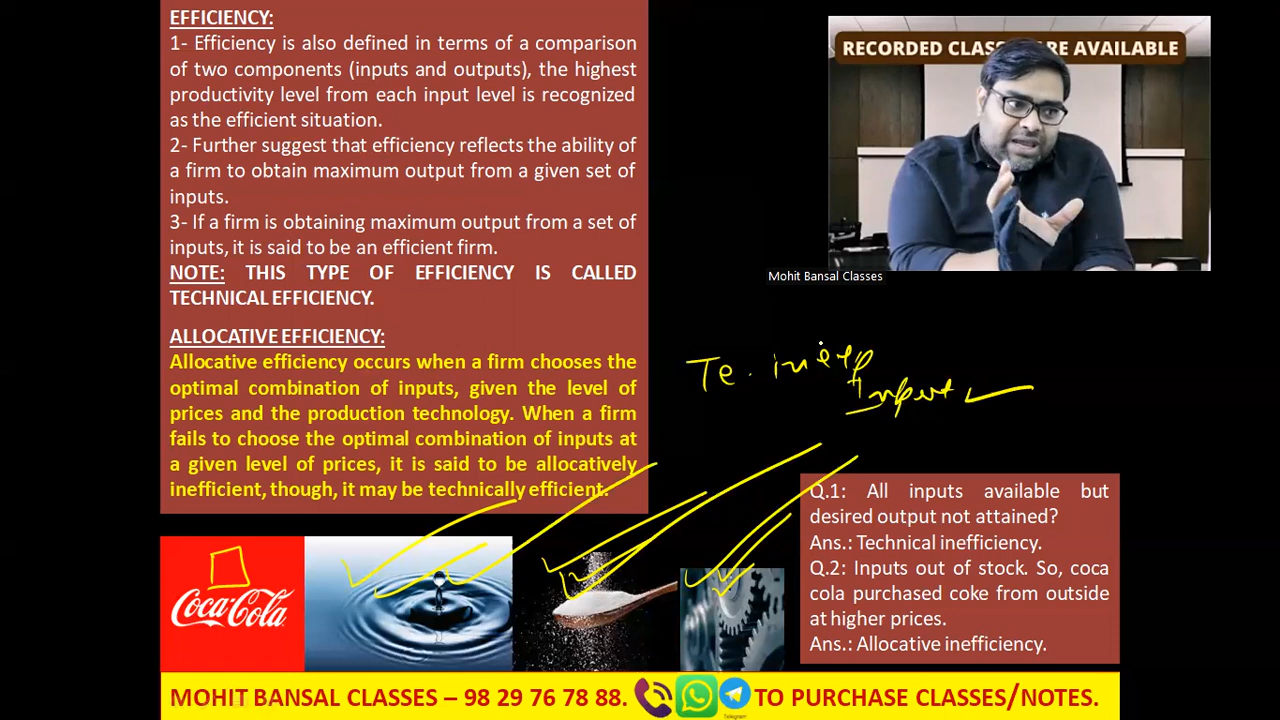 EFFICIENCY:
1- Efficiency is also defined in terms of a comparison
of two components (inputs and outputs), the highest
productivity level from each input level is recognized
as the efficient situation.
2- Further suggest that efficiency reflects the ability of
a firm to obtain maximum output from a given set of
inputs.
3- If a firm is obtaining maximum output from a set of
inputs, it is said to be an efficient firm.
NOTE: THIS TYPE OF EFFICIENCY IS CALLED
TECHNICAL EFFICIENCY.
ALLOCATIVE EFFICIENCY:
Allocative efficiency occurs when a firm chooses the
optimal combination of inputs, given the level of
prices and the production technology. When a firm
fails to choose the optimal combination of inputs at
a given level of prices, it is said to be allocatively
inefficient, though, it may be technically efficient.
RECORDED CLASS RE AVAILABLE
Mohit Bansal Classes
Te.
Input
Coca-Cola
Q.1: All inputs available but
desired output not attained?
Ans.: Technical inefficiency.
Q.2: Inputs out of stock. So, coca
cola purchased coke from outside
at higher prices.
Ans.: Allocative inefficiency.
MOHIT BANSAL CLASSES – 98 29 76 78 88. TO PURCHASE CLASSES/NOTES.
Telegram